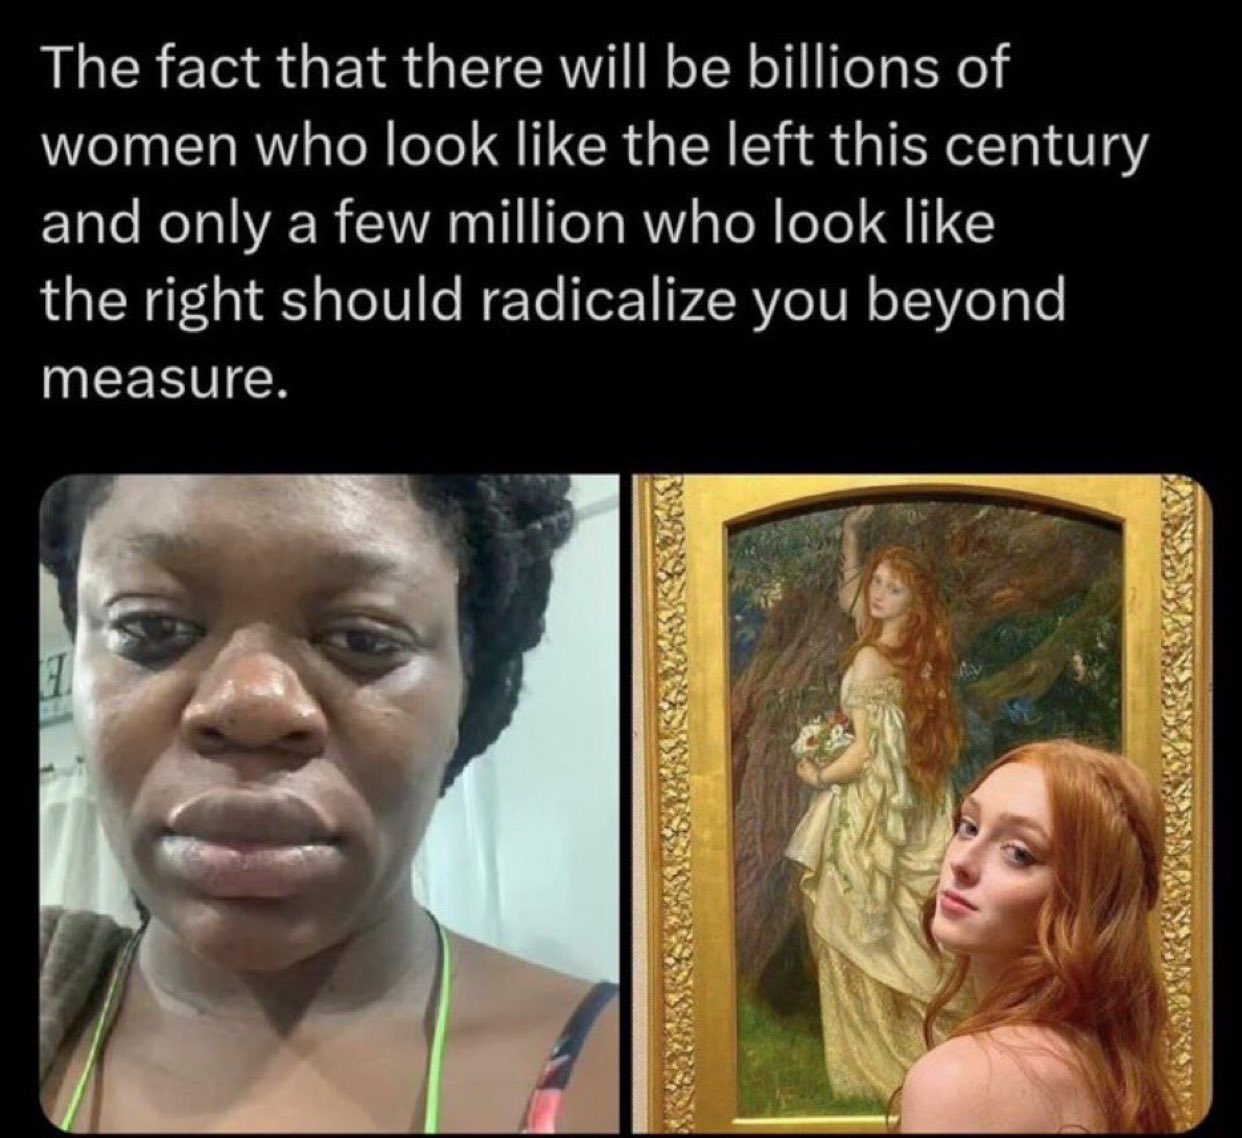 The fact that there will be billions of
women who look like the left this century
and only a few million who look like
the right should radicalize you beyond
measure.